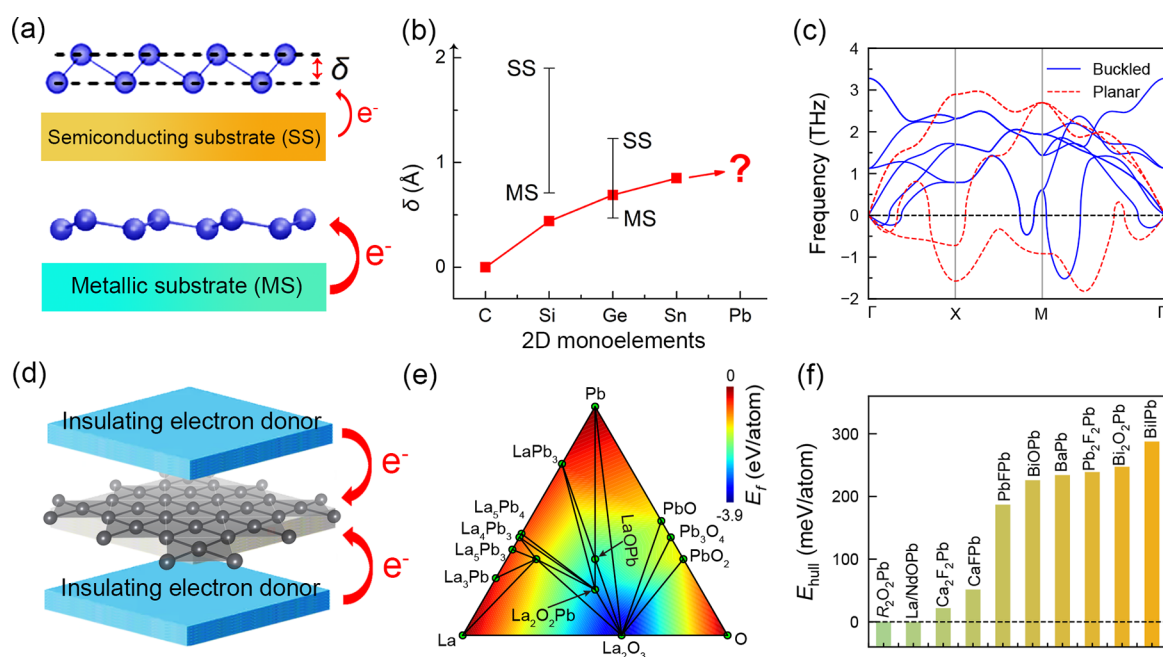 (a)
δ
e⁻
Semiconducting substrate (SS)
e⁻
Metallic substrate (MS)
(b)
δ (Å)
2
1
0
SS
MS
SS
MS
?
C Si Ge Sn Pb
2D monoelements
(c)
Frequency (THz)
4
3
2
1
0
−1
−2
Buckled
Planar
Γ X M Γ
(d)
Insulating electron donor
e⁻
e⁻
Insulating electron donor
(e)
0
E_f (eV/atom)
-3.9
Pb
LaPb₃
La₅Pb₄
La₄Pb₃
La₅Pb₃
La₃Pb
La
La₂O₂Pb
LaOPb
PbO
Pb₃O₄
PbO₂
La₂O₃
O
(f)
E_hull (meV/atom)
300
200
100
0
R₂O₂Pb
La/NdOPb
Ca₂F₂Pb
CaFPb
PbFPb
BiOPb
BaPb
Pb₂F₂Pb
Bi₂O₂Pb
BiIPb